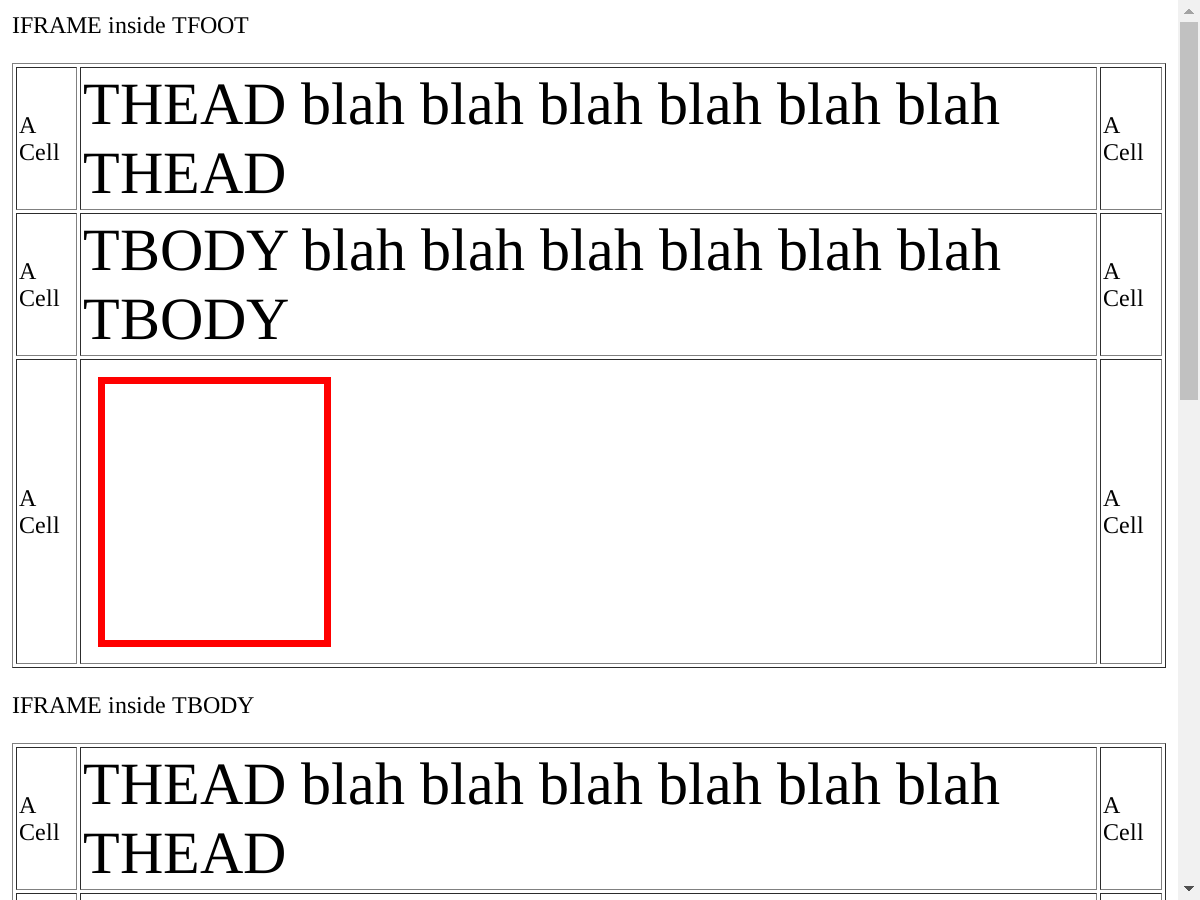 IFRAME inside TFOOT
A Cell
THEAD blah blah blah blah blah blah
THEAD
A Cell
A Cell
TBODY blah blah blah blah blah blah
TBODY
A Cell
A Cell
A Cell
IFRAME inside TBODY
A Cell
THEAD blah blah blah blah blah blah
THEAD
A Cell